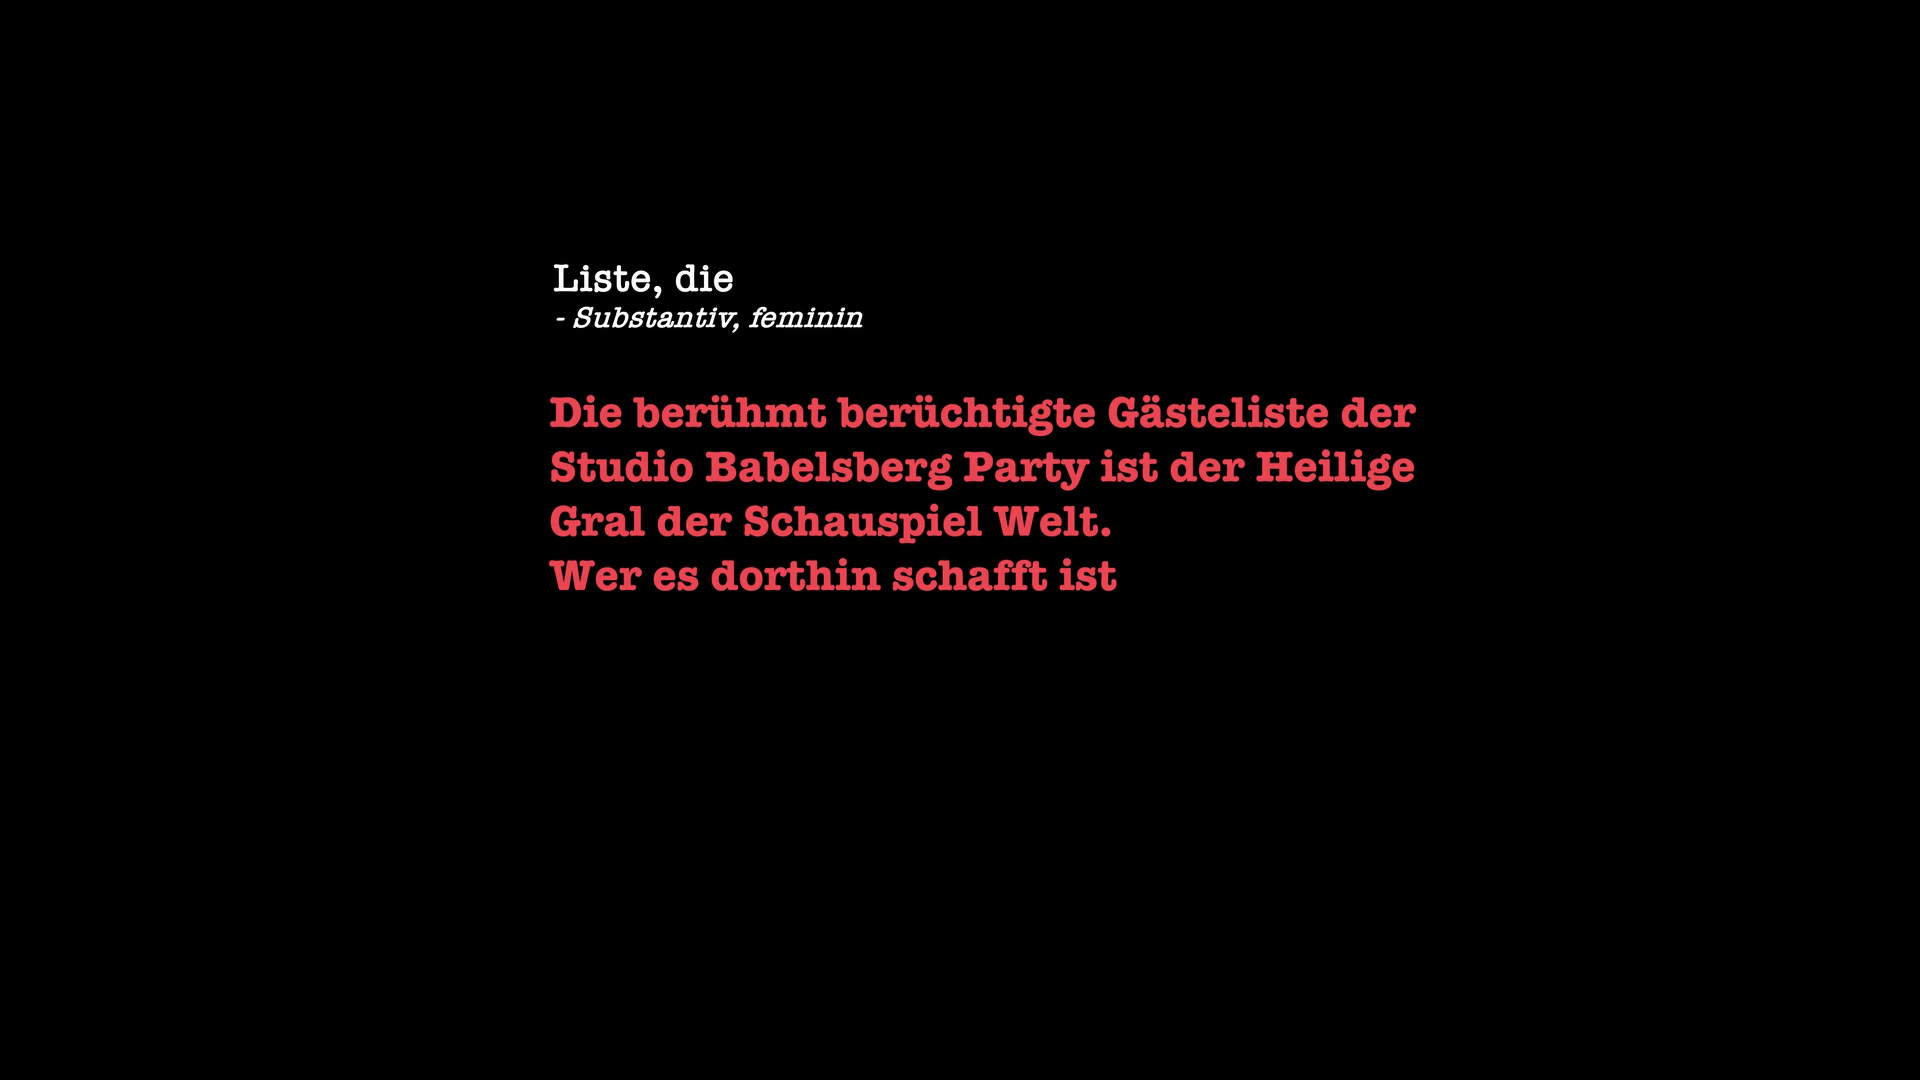 Liste, die
- Substantiv, feminin
Die berühmt berüchtigte Gästeliste der
Studio Babelsberg Party ist der Heilige
Gral der Schauspiel Welt.
Wer es dorthin schafft ist